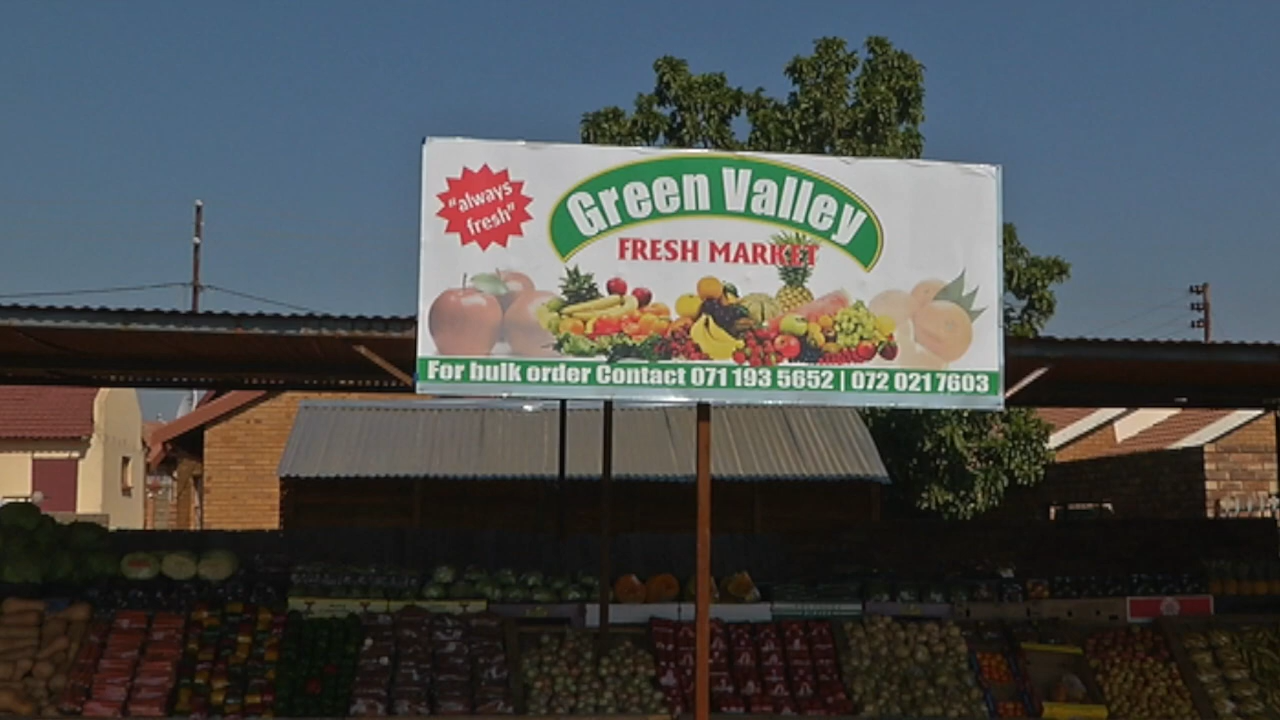 "always
fresh"
Green Valley
FRESH MARKET
For bulk order Contact 071 193 5652 | 072 021 7603